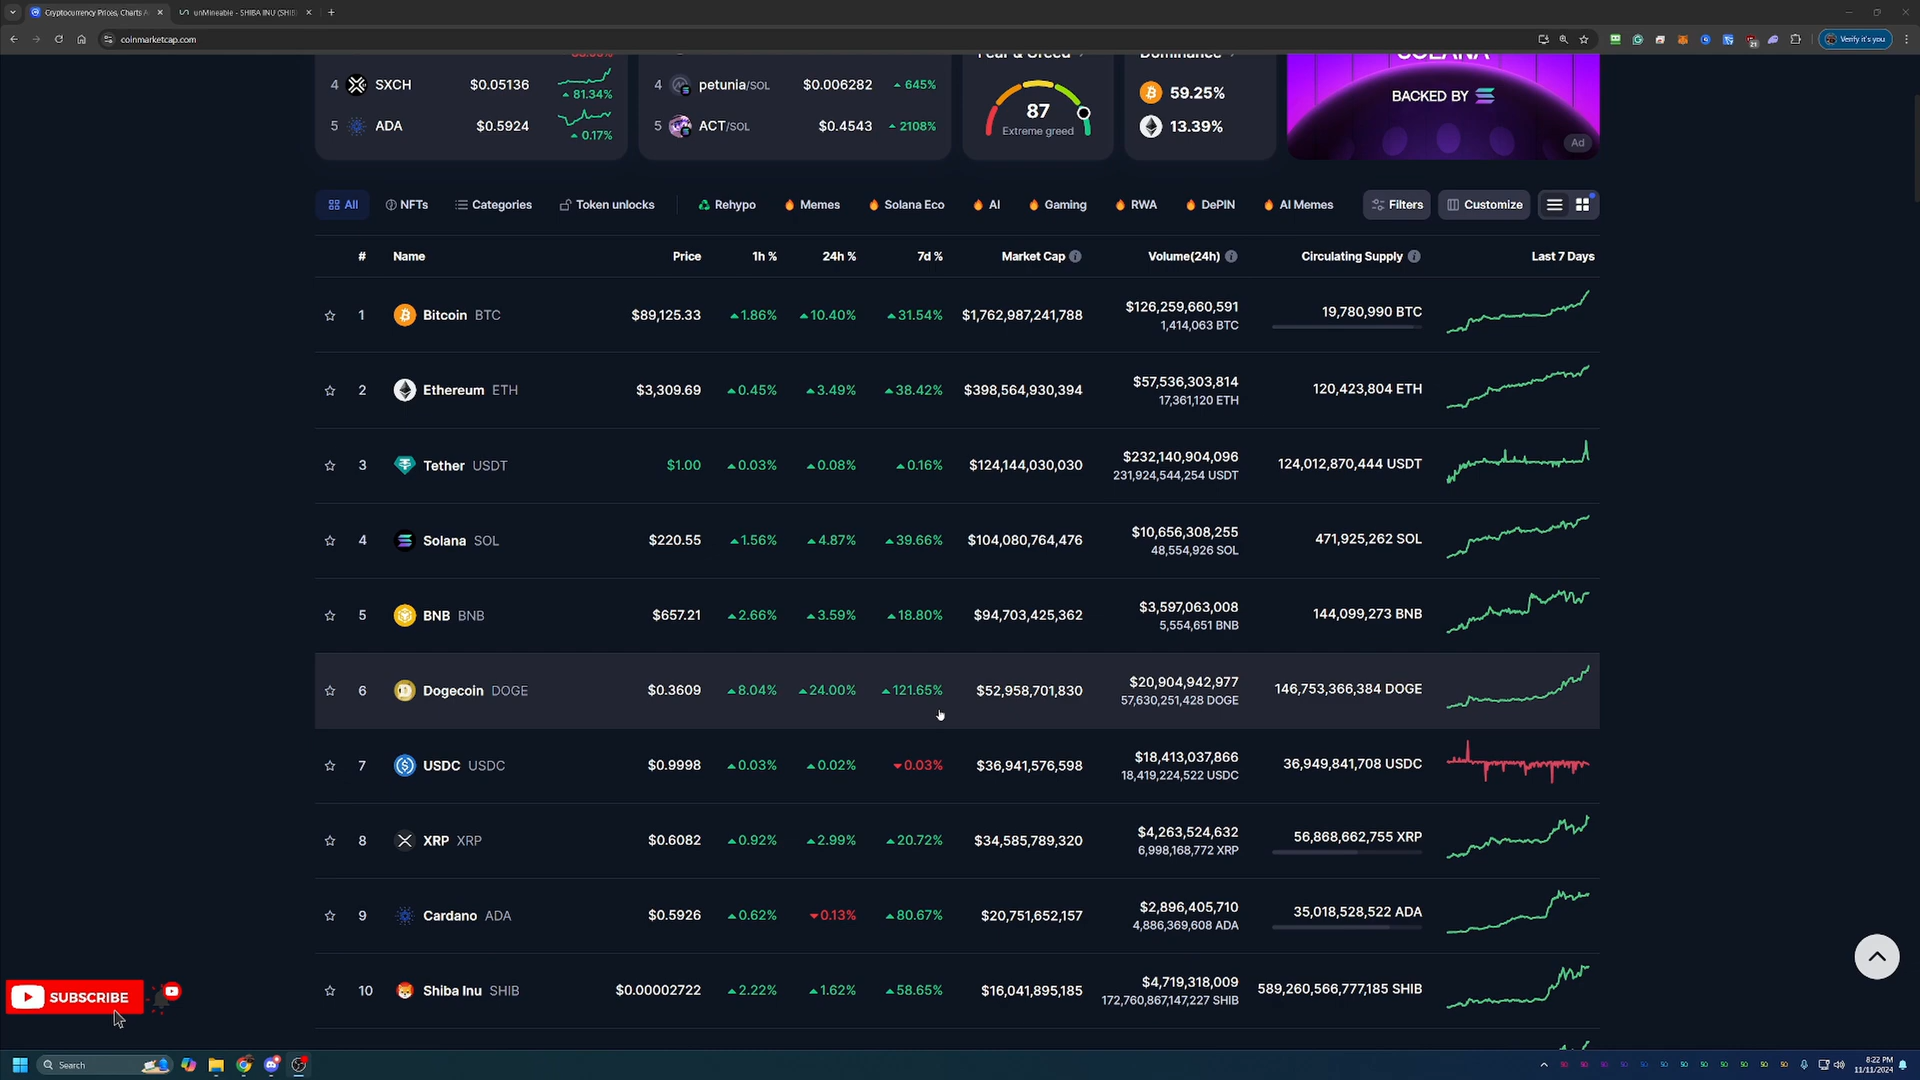 Cryptocurrency Prices, Charts A
unMineable - SHIBA INU (SHIB
coinmarketcap.com
21
Verify it's you
4 SXCH $0.05136 81.34%
5 ADA $0.5924 0.17%
4 petunia/SOL $0.006282 645%
5 ACT/SOL $0.4543 2108%
Fear & Greed
87
Extreme greed
Dominance
59.25%
13.39%
SOLANA
BACKED BY
Ad
All NFTs Categories Token unlocks Rehypo Memes Solana Eco AI Gaming RWA DePIN AI Memes Filters Customize
# Name Price 1h % 24h % 7d % Market Cap Volume(24h) Circulating Supply Last 7 Days
1 Bitcoin BTC $89,125.33 1.86% 10.40% 31.54% $1,762,987,241,788 $126,259,660,591 19,780,990 BTC
1,414,063 BTC
2 Ethereum ETH $3,309.69 0.45% 3.49% 38.42% $398,564,930,394 $57,536,303,814 120,423,804 ETH
17,361,120 ETH
3 Tether USDT $1.00 0.03% 0.08% 0.16% $124,144,030,030 $232,140,904,096 124,012,870,444 USDT
231,924,544,254 USDT
4 Solana SOL $220.55 1.56% 4.87% 39.66% $104,080,764,476 $10,656,308,255 471,925,262 SOL
48,554,926 SOL
5 BNB BNB $657.21 2.66% 3.59% 18.80% $94,703,425,362 $3,597,063,008 144,099,273 BNB
5,554,651 BNB
6 Dogecoin DOGE $0.3609 8.04% 24.00% 121.65% $52,958,701,830 $20,904,942,977 146,753,366,384 DOGE
57,630,251,428 DOGE
7 USDC USDC $0.9998 0.03% 0.02% 0.03% $36,941,576,598 $18,413,037,866 36,949,841,708 USDC
18,419,224,522 USDC
8 XRP XRP $0.6082 0.92% 2.99% 20.72% $34,585,789,320 $4,263,524,632 56,868,662,755 XRP
6,998,168,772 XRP
9 Cardano ADA $0.5926 0.62% 0.13% 80.67% $20,751,652,157 $2,896,405,710 35,018,528,522 ADA
4,886,369,608 ADA
10 Shiba Inu SHIB $0.00002722 2.22% 1.62% 58.65% $16,041,895,185 $4,719,318,009 589,260,566,777,185 SHIB
172,760,867,147,227 SHIB
SUBSCRIBE
Search
8:22 PM
11/11/2024